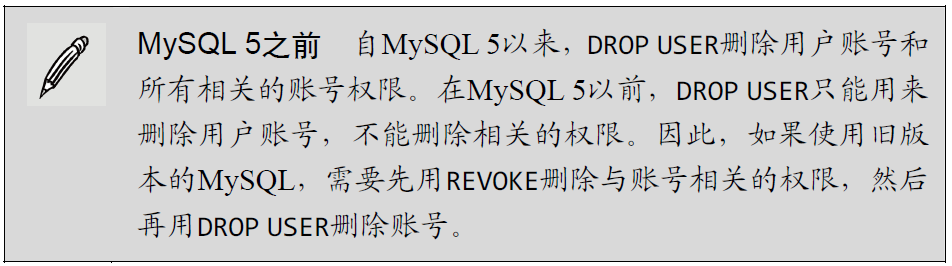 MySQL 5之前 自MySQL 5以来，DROP USER删除用户账号和
所有相关的账号权限。在MySQL 5以前，DROP USER只能用来
删除用户账号，不能删除相关的权限。因此，如果使用旧版
本的MySQL，需要先用REVOKE删除与账号相关的权限，然后
再用DROP USER删除账号。